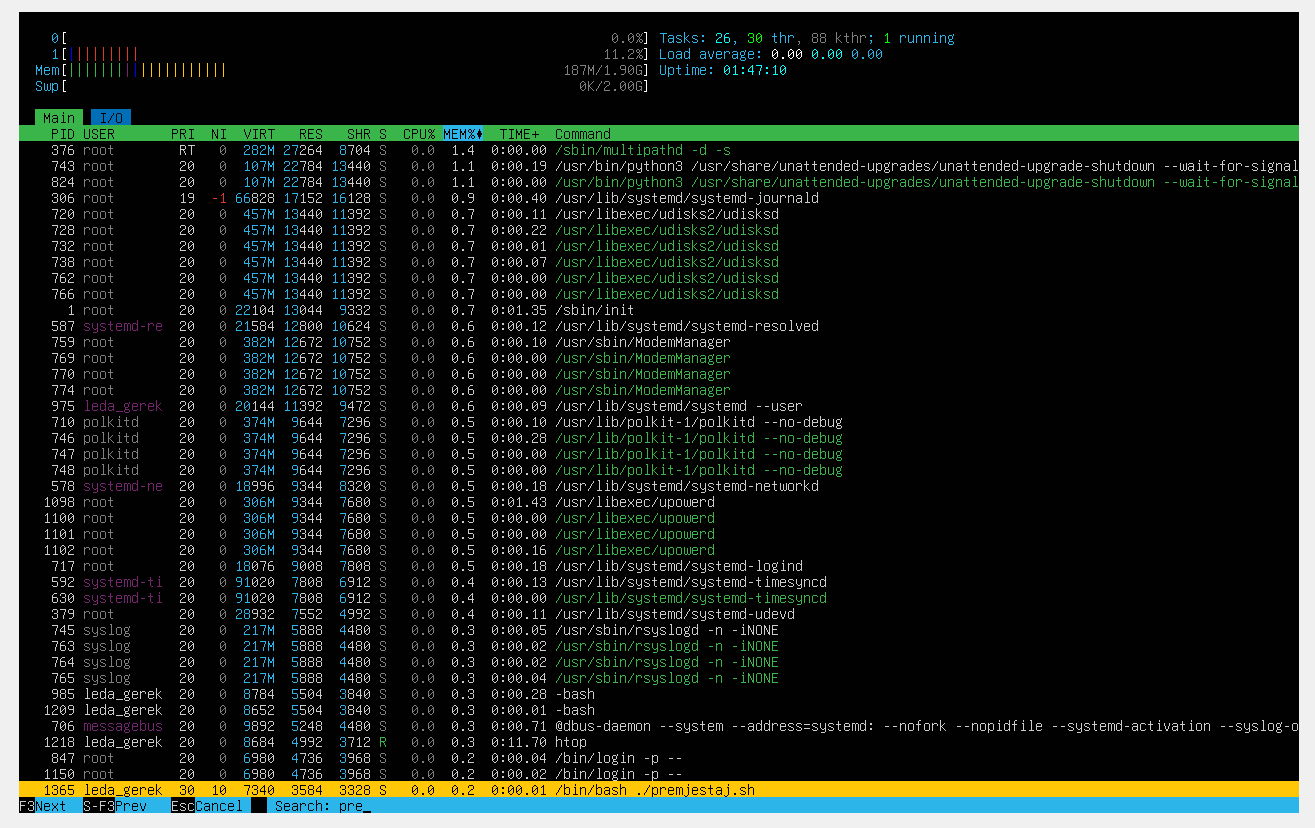 0[ 0.0%] Tasks: 26, 30 thr, 88 kthr; 1 running
1[||||||||| 11.2%] Load average: 0.00 0.00 0.00
Mem[|||||||||||||||||||| 187M/1.90G] Uptime: 01:47:10
Swp[ 0K/2.00G]
Main I/O
PID USER PRI NI VIRT RES SHR S CPU% MEM% TIME+ Command
376 root RT 0 282M 27264 8704 S 0.0 1.4 0:00.00 /sbin/multipathd -d -s
743 root 20 0 107M 22784 13440 S 0.0 1.1 0:00.19 /usr/bin/python3 /usr/share/unattended-upgrades/unattended-upgrade-shutdown --wait-for-signal
824 root 20 0 107M 22784 13440 S 0.0 1.1 0:00.00 /usr/bin/python3 /usr/share/unattended-upgrades/unattended-upgrade-shutdown --wait-for-signal
306 root 19 -1 66828 17152 16128 S 0.0 0.9 0:00.40 /usr/lib/systemd/systemd-journald
720 root 20 0 457M 13440 11392 S 0.0 0.7 0:00.11 /usr/libexec/udisks2/udisksd
728 root 20 0 457M 13440 11392 S 0.0 0.7 0:00.22 /usr/libexec/udisks2/udisksd
732 root 20 0 457M 13440 11392 S 0.0 0.7 0:00.01 /usr/libexec/udisks2/udisksd
738 root 20 0 457M 13440 11392 S 0.0 0.7 0:00.07 /usr/libexec/udisks2/udisksd
762 root 20 0 457M 13440 11392 S 0.0 0.7 0:00.00 /usr/libexec/udisks2/udisksd
766 root 20 0 457M 13440 11392 S 0.0 0.7 0:00.00 /usr/libexec/udisks2/udisksd
1 root 20 0 22104 13044 9332 S 0.0 0.7 0:01.35 /sbin/init
587 systemd-re 20 0 21584 12800 10624 S 0.0 0.6 0:00.12 /usr/lib/systemd/systemd-resolved
759 root 20 0 382M 12672 10752 S 0.0 0.6 0:00.10 /usr/sbin/ModemManager
769 root 20 0 382M 12672 10752 S 0.0 0.6 0:00.00 /usr/sbin/ModemManager
770 root 20 0 382M 12672 10752 S 0.0 0.6 0:00.00 /usr/sbin/ModemManager
774 root 20 0 382M 12672 10752 S 0.0 0.6 0:00.00 /usr/sbin/ModemManager
975 leda_gerek 20 0 20144 11392 9472 S 0.0 0.6 0:00.09 /usr/lib/systemd/systemd --user
710 polkitd 20 0 374M 9644 7296 S 0.0 0.5 0:00.10 /usr/lib/polkit-1/polkitd --no-debug
746 polkitd 20 0 374M 9644 7296 S 0.0 0.5 0:00.28 /usr/lib/polkit-1/polkitd --no-debug
747 polkitd 20 0 374M 9644 7296 S 0.0 0.5 0:00.00 /usr/lib/polkit-1/polkitd --no-debug
748 polkitd 20 0 374M 9644 7296 S 0.0 0.5 0:00.00 /usr/lib/polkit-1/polkitd --no-debug
578 systemd-ne 20 0 18996 9344 8320 S 0.0 0.5 0:00.18 /usr/lib/systemd/systemd-networkd
1098 root 20 0 306M 9344 7680 S 0.0 0.5 0:01.43 /usr/libexec/upowerd
1100 root 20 0 306M 9344 7680 S 0.0 0.5 0:00.00 /usr/libexec/upowerd
1101 root 20 0 306M 9344 7680 S 0.0 0.5 0:00.00 /usr/libexec/upowerd
1102 root 20 0 306M 9344 7680 S 0.0 0.5 0:00.16 /usr/libexec/upowerd
717 root 20 0 18076 9008 7808 S 0.0 0.5 0:00.18 /usr/lib/systemd/systemd-logind
592 systemd-ti 20 0 91020 7808 6912 S 0.0 0.4 0:00.13 /usr/lib/systemd/systemd-timesyncd
630 systemd-ti 20 0 91020 7808 6912 S 0.0 0.4 0:00.00 /usr/lib/systemd/systemd-timesyncd
379 root 20 0 28932 7552 4992 S 0.0 0.4 0:00.11 /usr/lib/systemd/systemd-udevd
745 syslog 20 0 217M 5888 4480 S 0.0 0.3 0:00.05 /usr/sbin/rsyslogd -n -iNONE
763 syslog 20 0 217M 5888 4480 S 0.0 0.3 0:00.02 /usr/sbin/rsyslogd -n -iNONE
764 syslog 20 0 217M 5888 4480 S 0.0 0.3 0:00.02 /usr/sbin/rsyslogd -n -iNONE
765 syslog 20 0 217M 5888 4480 S 0.0 0.3 0:00.04 /usr/sbin/rsyslogd -n -iNONE
985 leda_gerek 20 0 8784 5504 3840 S 0.0 0.3 0:00.28 -bash
1209 leda_gerek 20 0 8652 5504 3840 S 0.0 0.3 0:00.01 -bash
706 messagebus 20 0 9892 5248 4480 S 0.0 0.3 0:00.71 @dbus-daemon --system --address=systemd: --nofork --nopidfile --systemd-activation --syslog-o
1218 leda_gerek 20 0 8684 4992 3712 R 0.0 0.3 0:11.70 htop
847 root 20 0 6980 4736 3968 S 0.0 0.2 0:00.04 /bin/login -p --
1150 root 20 0 6980 4736 3968 S 0.0 0.2 0:00.02 /bin/login -p --
1365 leda_gerek 30 10 7340 3584 3328 S 0.0 0.2 0:00.01 /bin/bash ./premjestaj.sh
F3Next S-F3Prev EscCancel Search: pre_